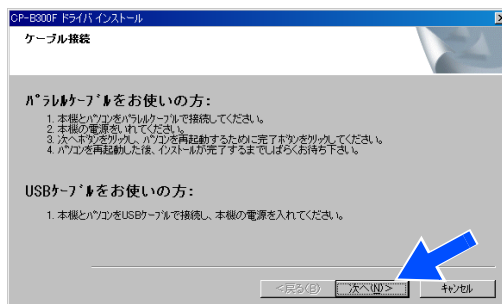 CP-B300F ドライバ インストール
ケーブル接続
ﾊﾟﾗﾚﾙｹｰﾌﾞﾙをお使いの方:
1. 本機とﾊﾟｿｺﾝをﾊﾟﾗﾚﾙｹｰﾌﾞﾙで接続してください。
2. 本機の電源をいれてください。
3. 次へﾎﾞﾀﾝをｸﾘｯｸし、ﾊﾟｿｺﾝを再起動するために完了ﾎﾞﾀﾝをｸﾘｯｸしてください。
4. ﾊﾟｿｺﾝを再起動した後、ｲﾝｽﾄｰﾙが完了するまでしばらくお待ち下さい。
USBｹｰﾌﾞﾙをお使いの方:
1. 本機とﾊﾟｿｺﾝをUSBｹｰﾌﾞﾙで接続し、本機の電源を入れてください。
<戻る(B) 次へ(N)> ｷｬﾝｾﾙ